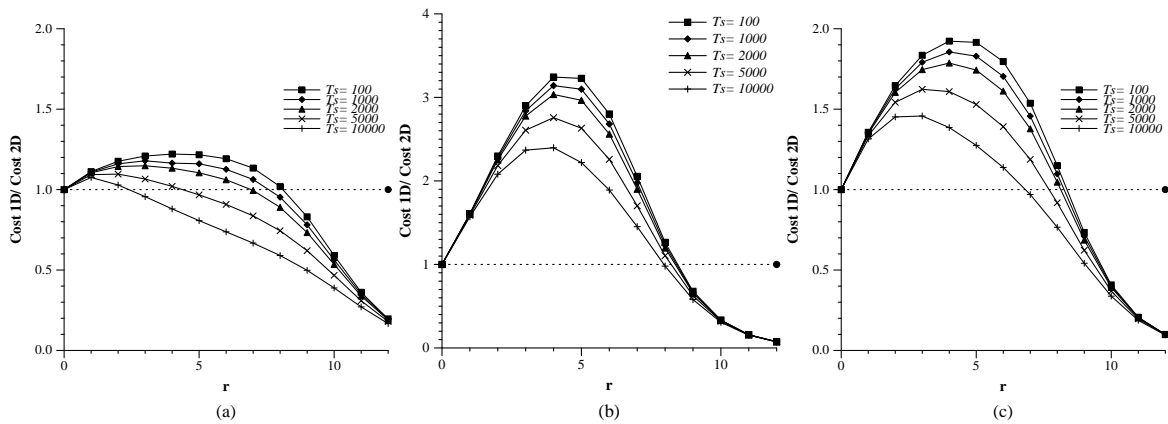 2.0
1.5
1.0
0.5
0.0
Cost 1D/ Cost 2D
Ts= 100
Ts= 1000
Ts= 2000
Ts= 5000
Ts= 10000
0
5
10
r
(a)
4
3
2
1
0
Cost 1D/ Cost 2D
Ts= 100
Ts= 1000
Ts= 2000
Ts= 5000
Ts= 10000
0
5
10
r
(b)
2.0
1.5
1.0
0.5
0.0
Cost 1D/ Cost 2D
Ts= 100
Ts= 1000
Ts= 2000
Ts= 5000
Ts= 10000
0
5
10
r
(c)